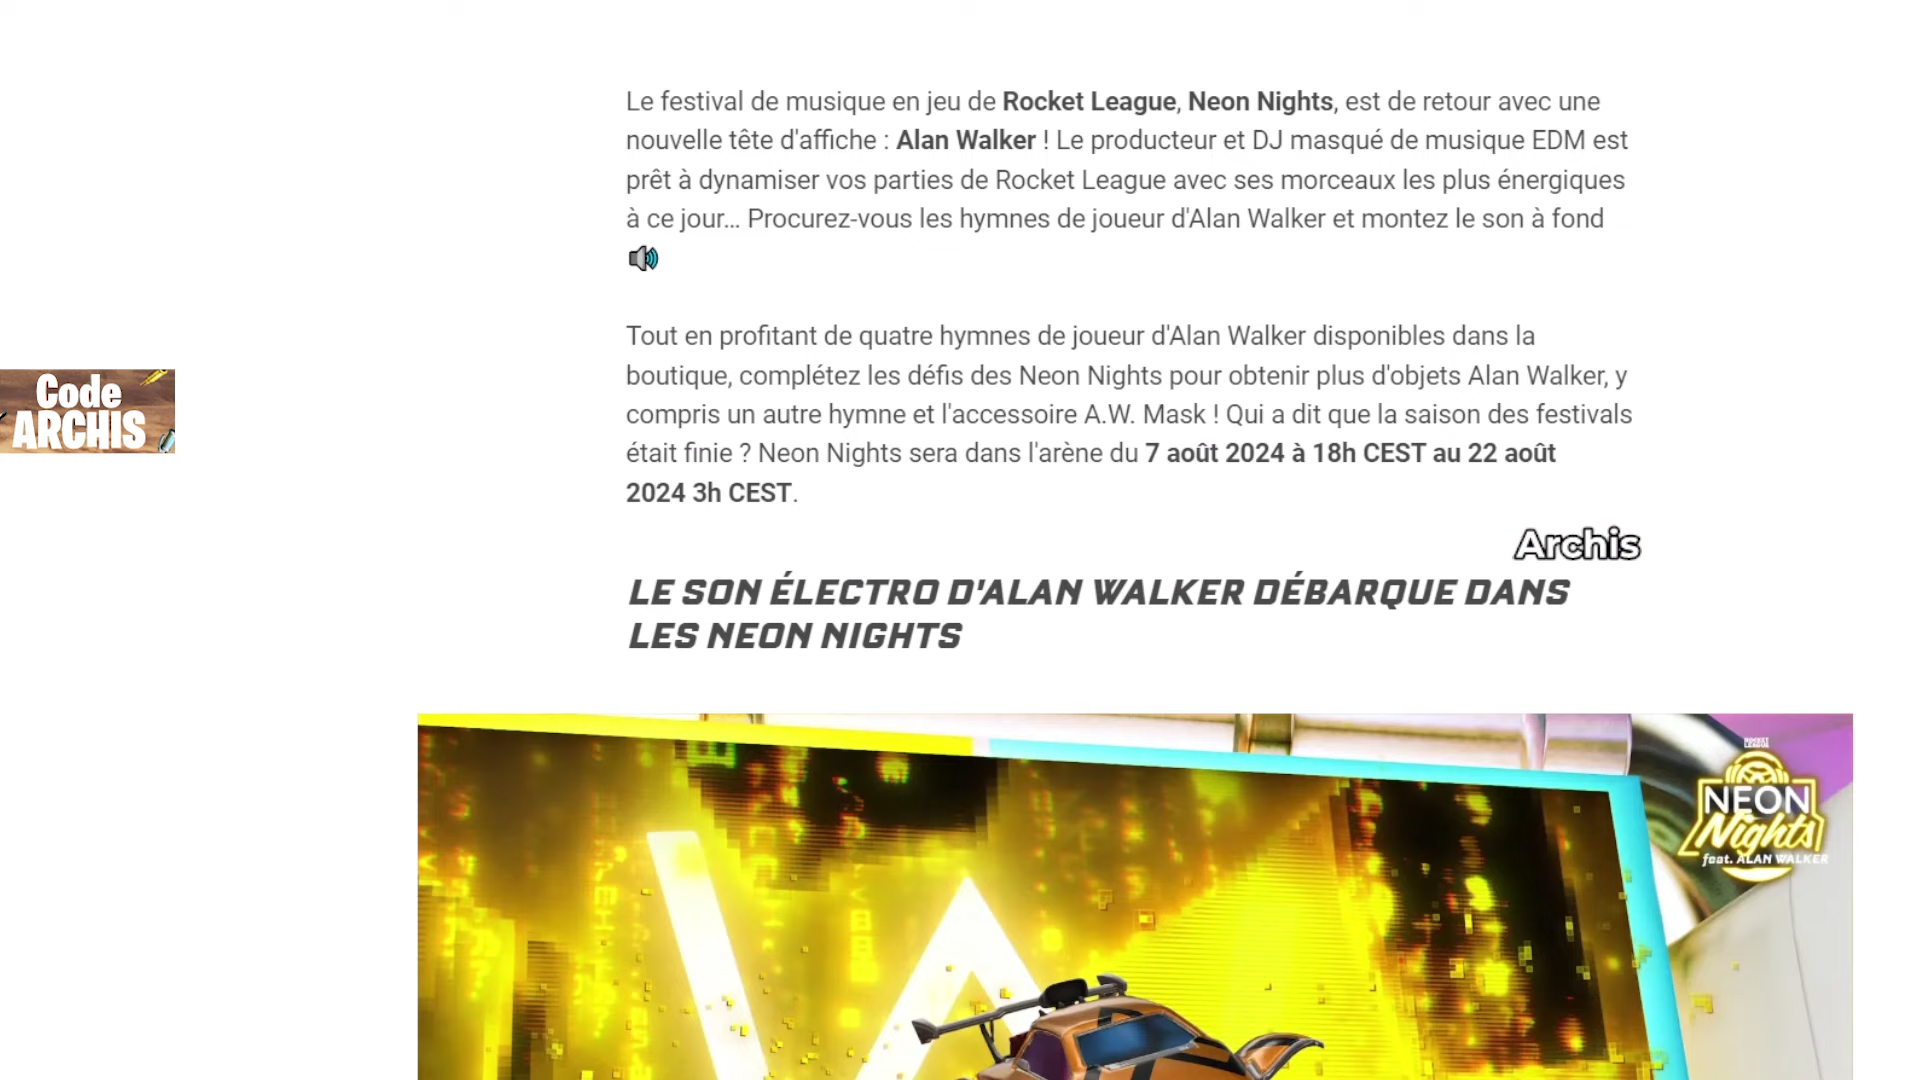 Le festival de musique en jeu de Rocket League, Neon Nights, est de retour avec une
nouvelle tête d'affiche : Alan Walker ! Le producteur et DJ masqué de musique EDM est
prêt à dynamiser vos parties de Rocket League avec ses morceaux les plus énergiques
à ce jour… Procurez-vous les hymnes de joueur d'Alan Walker et montez le son à fond
Tout en profitant de quatre hymnes de joueur d'Alan Walker disponibles dans la
boutique, complétez les défis des Neon Nights pour obtenir plus d'objets Alan Walker, y
compris un autre hymne et l'accessoire A.W. Mask ! Qui a dit que la saison des festivals
était finie ? Neon Nights sera dans l'arène du 7 août 2024 à 18h CEST au 22 août
2024 3h CEST.
Code
ARCHIS
Archis
LE SON ÉLECTRO D'ALAN WALKER DÉBARQUE DANS
LES NEON NIGHTS
ROCKET
LEAGUE
NEON
Nights
feat. ALAN WALKER